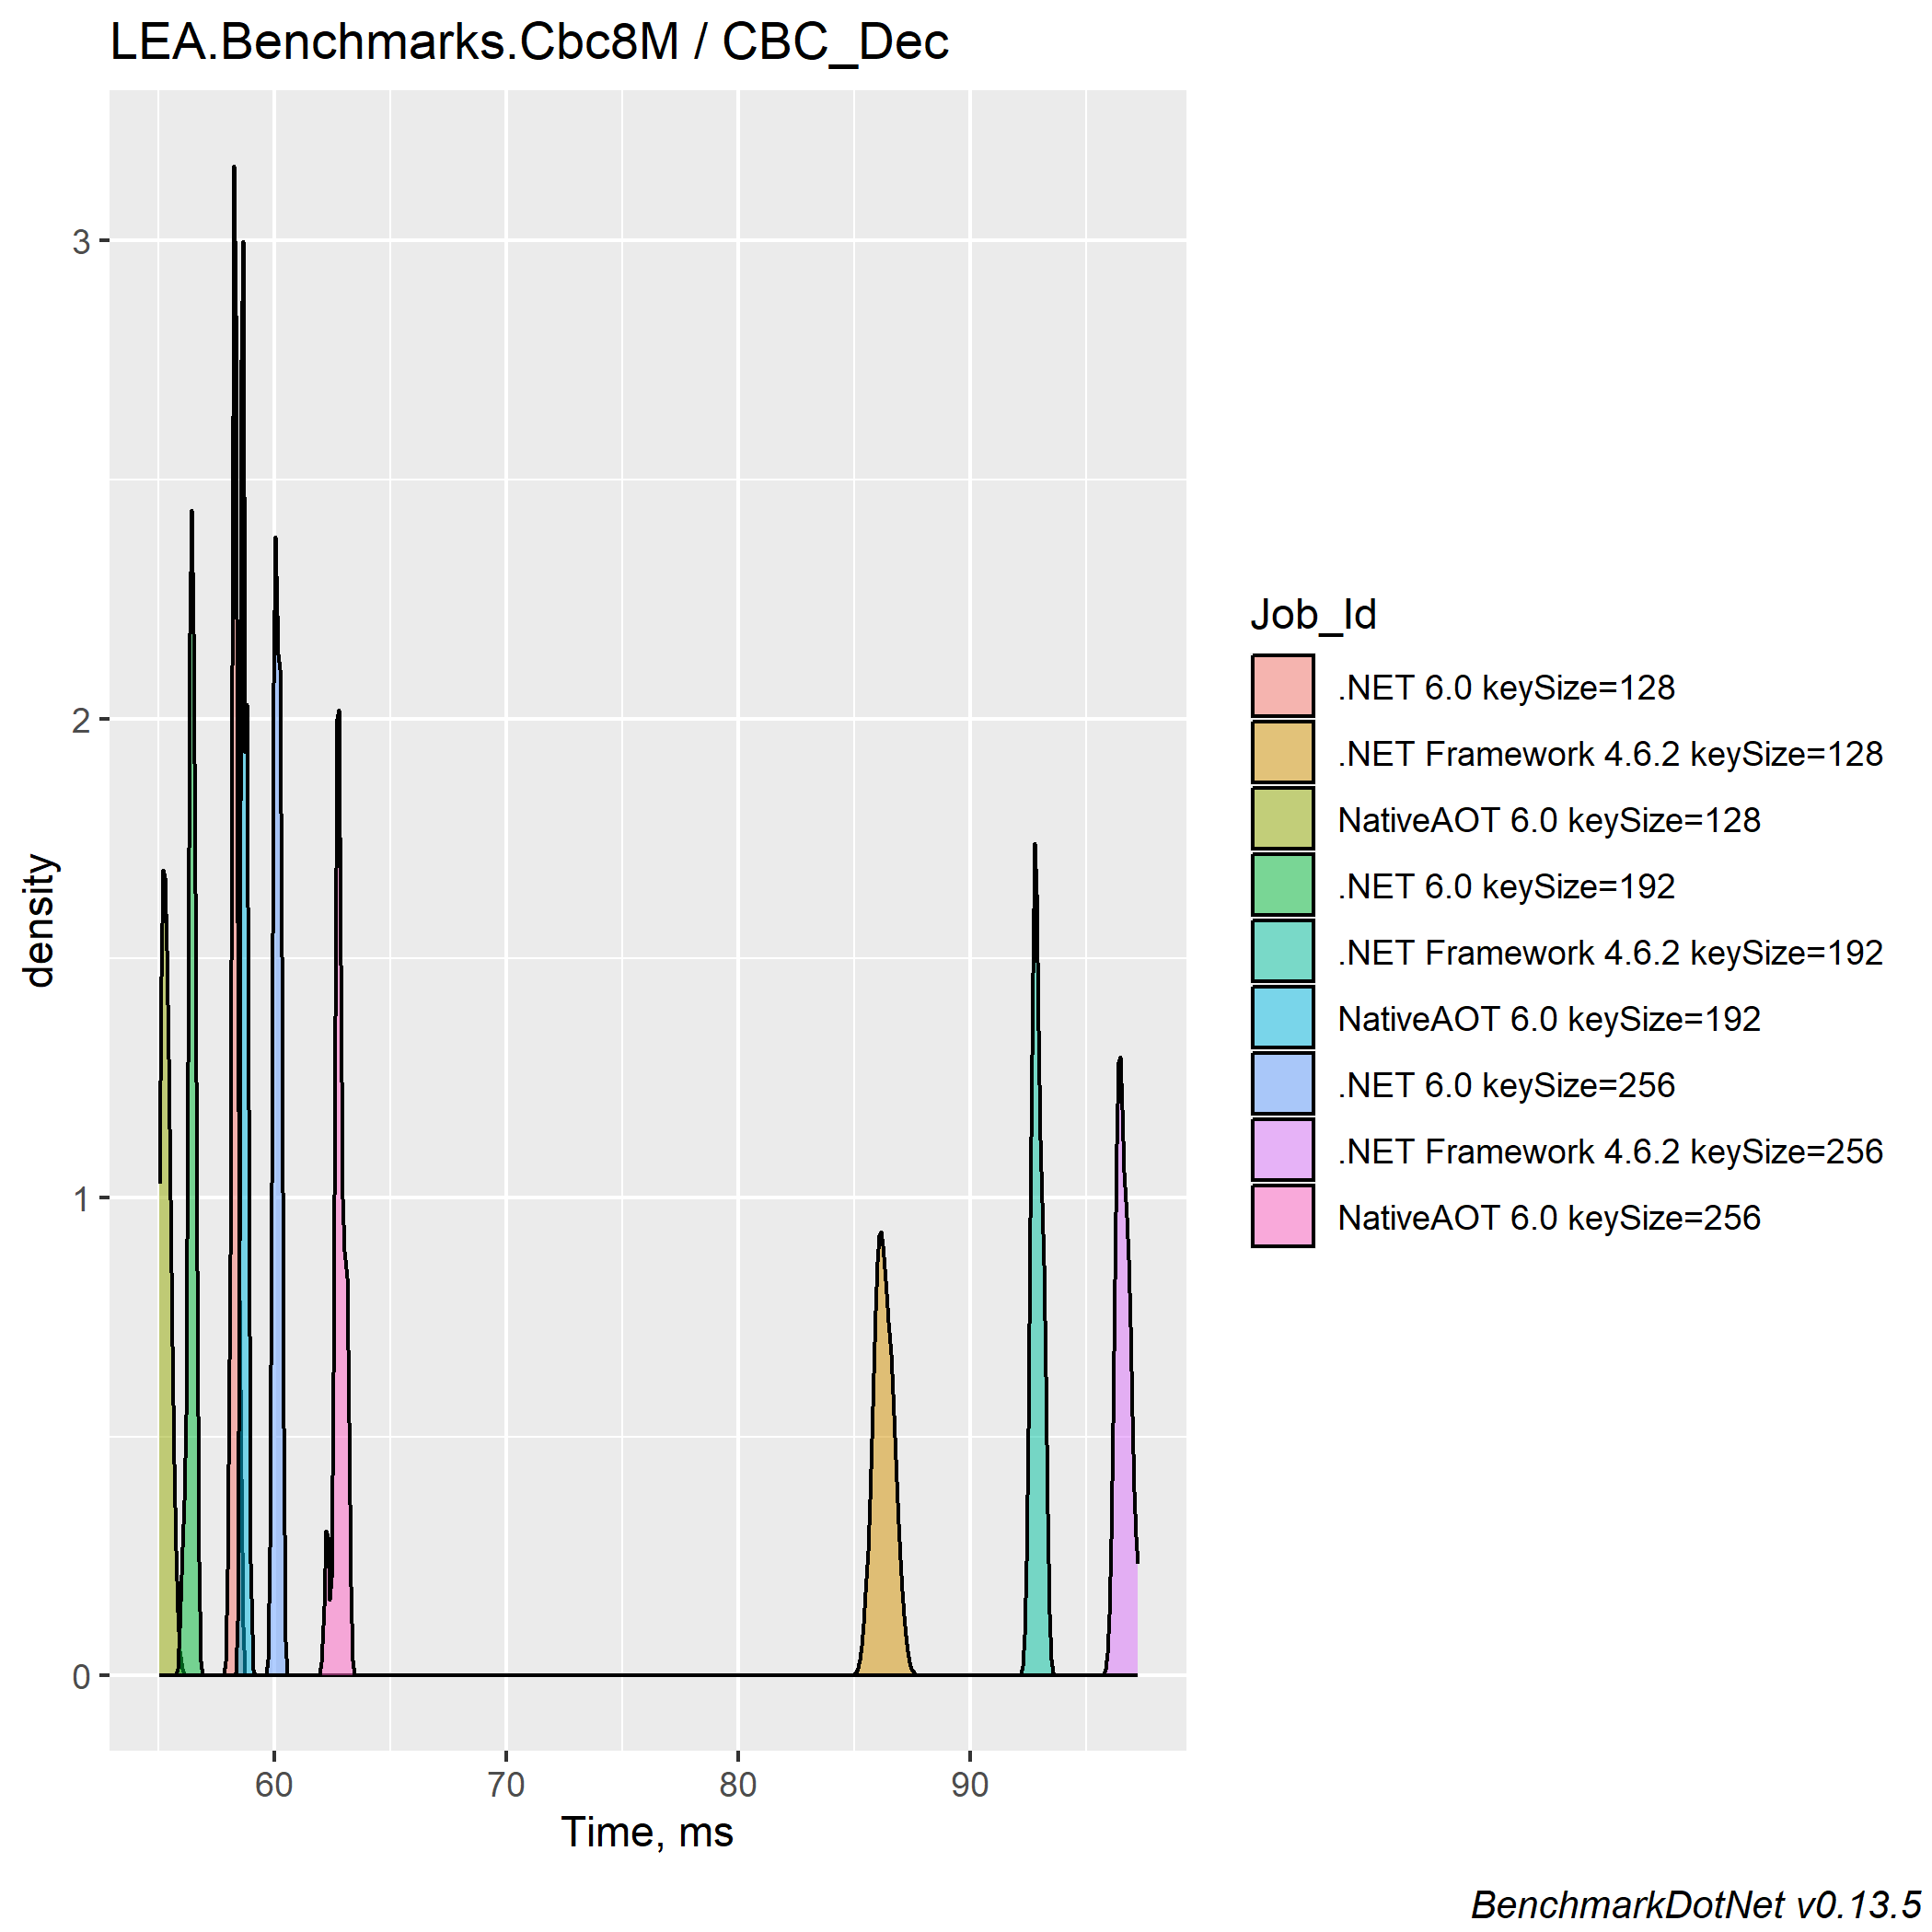 LEA.Benchmarks.Cbc8M / CBC_Dec
3
2
1
0
density
60 70 80 90
Time, ms
Job_Id
.NET 6.0 keySize=128
.NET Framework 4.6.2 keySize=128
NativeAOT 6.0 keySize=128
.NET 6.0 keySize=192
.NET Framework 4.6.2 keySize=192
NativeAOT 6.0 keySize=192
.NET 6.0 keySize=256
.NET Framework 4.6.2 keySize=256
NativeAOT 6.0 keySize=256
BenchmarkDotNet v0.13.5